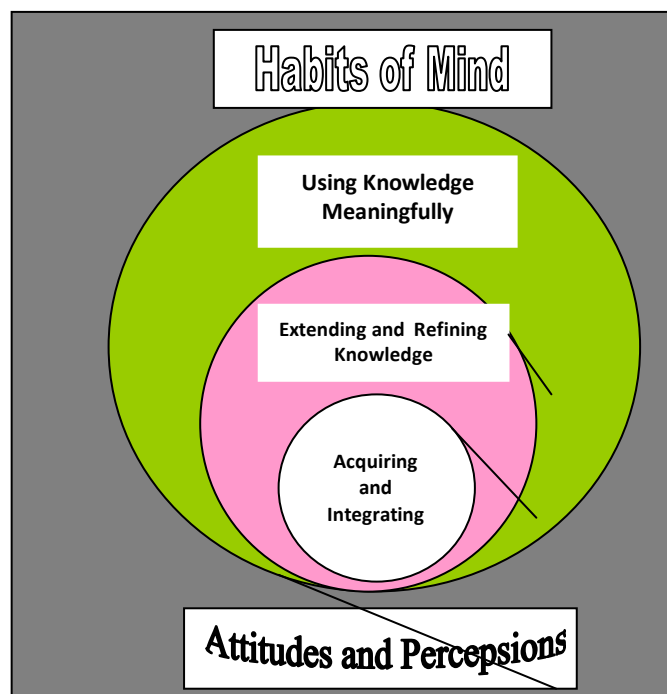 Habits of Mind
Using Knowledge
Meaningfully
Extending and Refining
Knowledge
Acquiring
and
Integrating
Attitudes and Percepsions